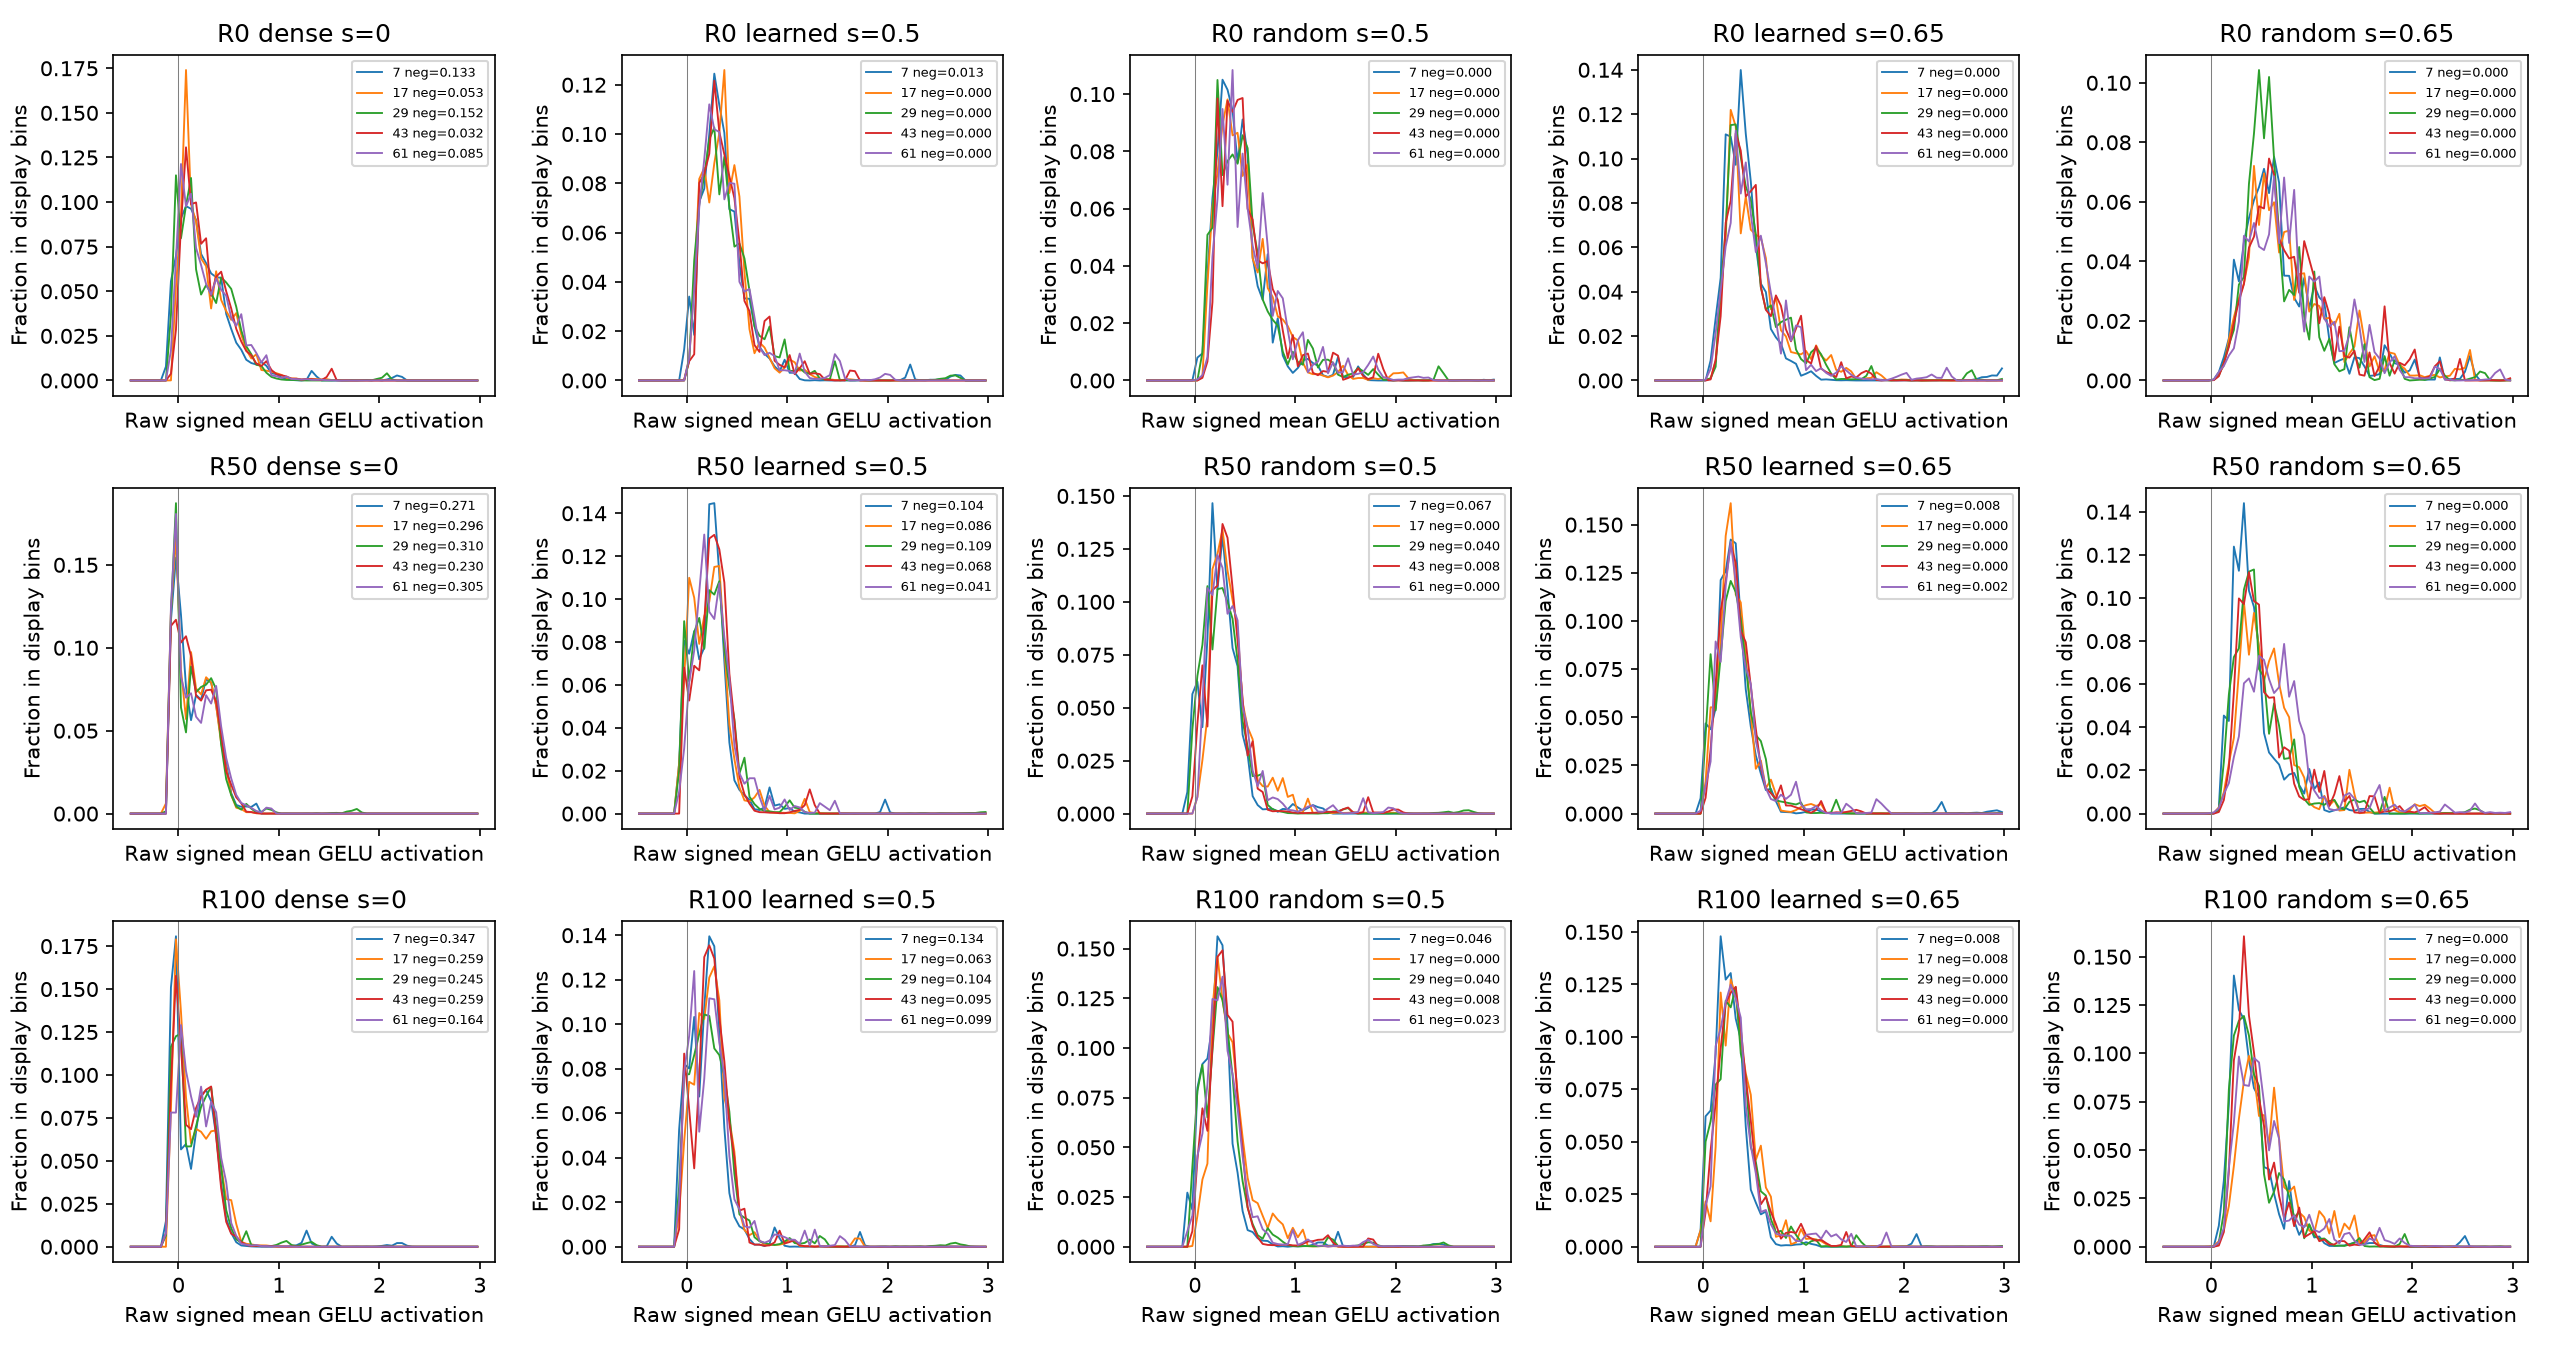 R0 dense s=0
Fraction in display bins
0.175
0.150
0.125
0.100
0.075
0.050
0.025
0.000
7 neg=0.133
17 neg=0.053
29 neg=0.152
43 neg=0.032
61 neg=0.085
Raw signed mean GELU activation
R0 learned s=0.5
Fraction in display bins
0.12
0.10
0.08
0.06
0.04
0.02
0.00
7 neg=0.013
17 neg=0.000
29 neg=0.000
43 neg=0.000
61 neg=0.000
Raw signed mean GELU activation
R0 random s=0.5
Fraction in display bins
0.10
0.08
0.06
0.04
0.02
0.00
7 neg=0.000
17 neg=0.000
29 neg=0.000
43 neg=0.000
61 neg=0.000
Raw signed mean GELU activation
R0 learned s=0.65
Fraction in display bins
0.14
0.12
0.10
0.08
0.06
0.04
0.02
0.00
7 neg=0.000
17 neg=0.000
29 neg=0.000
43 neg=0.000
61 neg=0.000
Raw signed mean GELU activation
R0 random s=0.65
Fraction in display bins
0.10
0.08
0.06
0.04
0.02
0.00
7 neg=0.000
17 neg=0.000
29 neg=0.000
43 neg=0.000
61 neg=0.000
Raw signed mean GELU activation
R50 dense s=0
Fraction in display bins
0.15
0.10
0.05
0.00
7 neg=0.271
17 neg=0.296
29 neg=0.310
43 neg=0.230
61 neg=0.305
Raw signed mean GELU activation
R50 learned s=0.5
Fraction in display bins
0.14
0.12
0.10
0.08
0.06
0.04
0.02
0.00
7 neg=0.104
17 neg=0.086
29 neg=0.109
43 neg=0.068
61 neg=0.041
Raw signed mean GELU activation
R50 random s=0.5
Fraction in display bins
0.150
0.125
0.100
0.075
0.050
0.025
0.000
7 neg=0.067
17 neg=0.000
29 neg=0.040
43 neg=0.008
61 neg=0.000
Raw signed mean GELU activation
R50 learned s=0.65
Fraction in display bins
0.150
0.125
0.100
0.075
0.050
0.025
0.000
7 neg=0.008
17 neg=0.000
29 neg=0.000
43 neg=0.000
61 neg=0.002
Raw signed mean GELU activation
R50 random s=0.65
Fraction in display bins
0.14
0.12
0.10
0.08
0.06
0.04
0.02
0.00
7 neg=0.000
17 neg=0.000
29 neg=0.000
43 neg=0.000
61 neg=0.000
Raw signed mean GELU activation
R100 dense s=0
Fraction in display bins
0.175
0.150
0.125
0.100
0.075
0.050
0.025
0.000
7 neg=0.347
17 neg=0.259
29 neg=0.245
43 neg=0.259
61 neg=0.164
0 1 2 3
Raw signed mean GELU activation
R100 learned s=0.5
Fraction in display bins
0.14
0.12
0.10
0.08
0.06
0.04
0.02
0.00
7 neg=0.134
17 neg=0.063
29 neg=0.104
43 neg=0.095
61 neg=0.099
0 1 2 3
Raw signed mean GELU activation
R100 random s=0.5
Fraction in display bins
0.150
0.125
0.100
0.075
0.050
0.025
0.000
7 neg=0.046
17 neg=0.000
29 neg=0.040
43 neg=0.008
61 neg=0.023
0 1 2 3
Raw signed mean GELU activation
R100 learned s=0.65
Fraction in display bins
0.150
0.125
0.100
0.075
0.050
0.025
0.000
7 neg=0.008
17 neg=0.008
29 neg=0.000
43 neg=0.000
61 neg=0.000
0 1 2 3
Raw signed mean GELU activation
R100 random s=0.65
Fraction in display bins
0.150
0.125
0.100
0.075
0.050
0.025
0.000
7 neg=0.000
17 neg=0.000
29 neg=0.000
43 neg=0.000
61 neg=0.000
0 1 2 3
Raw signed mean GELU activation